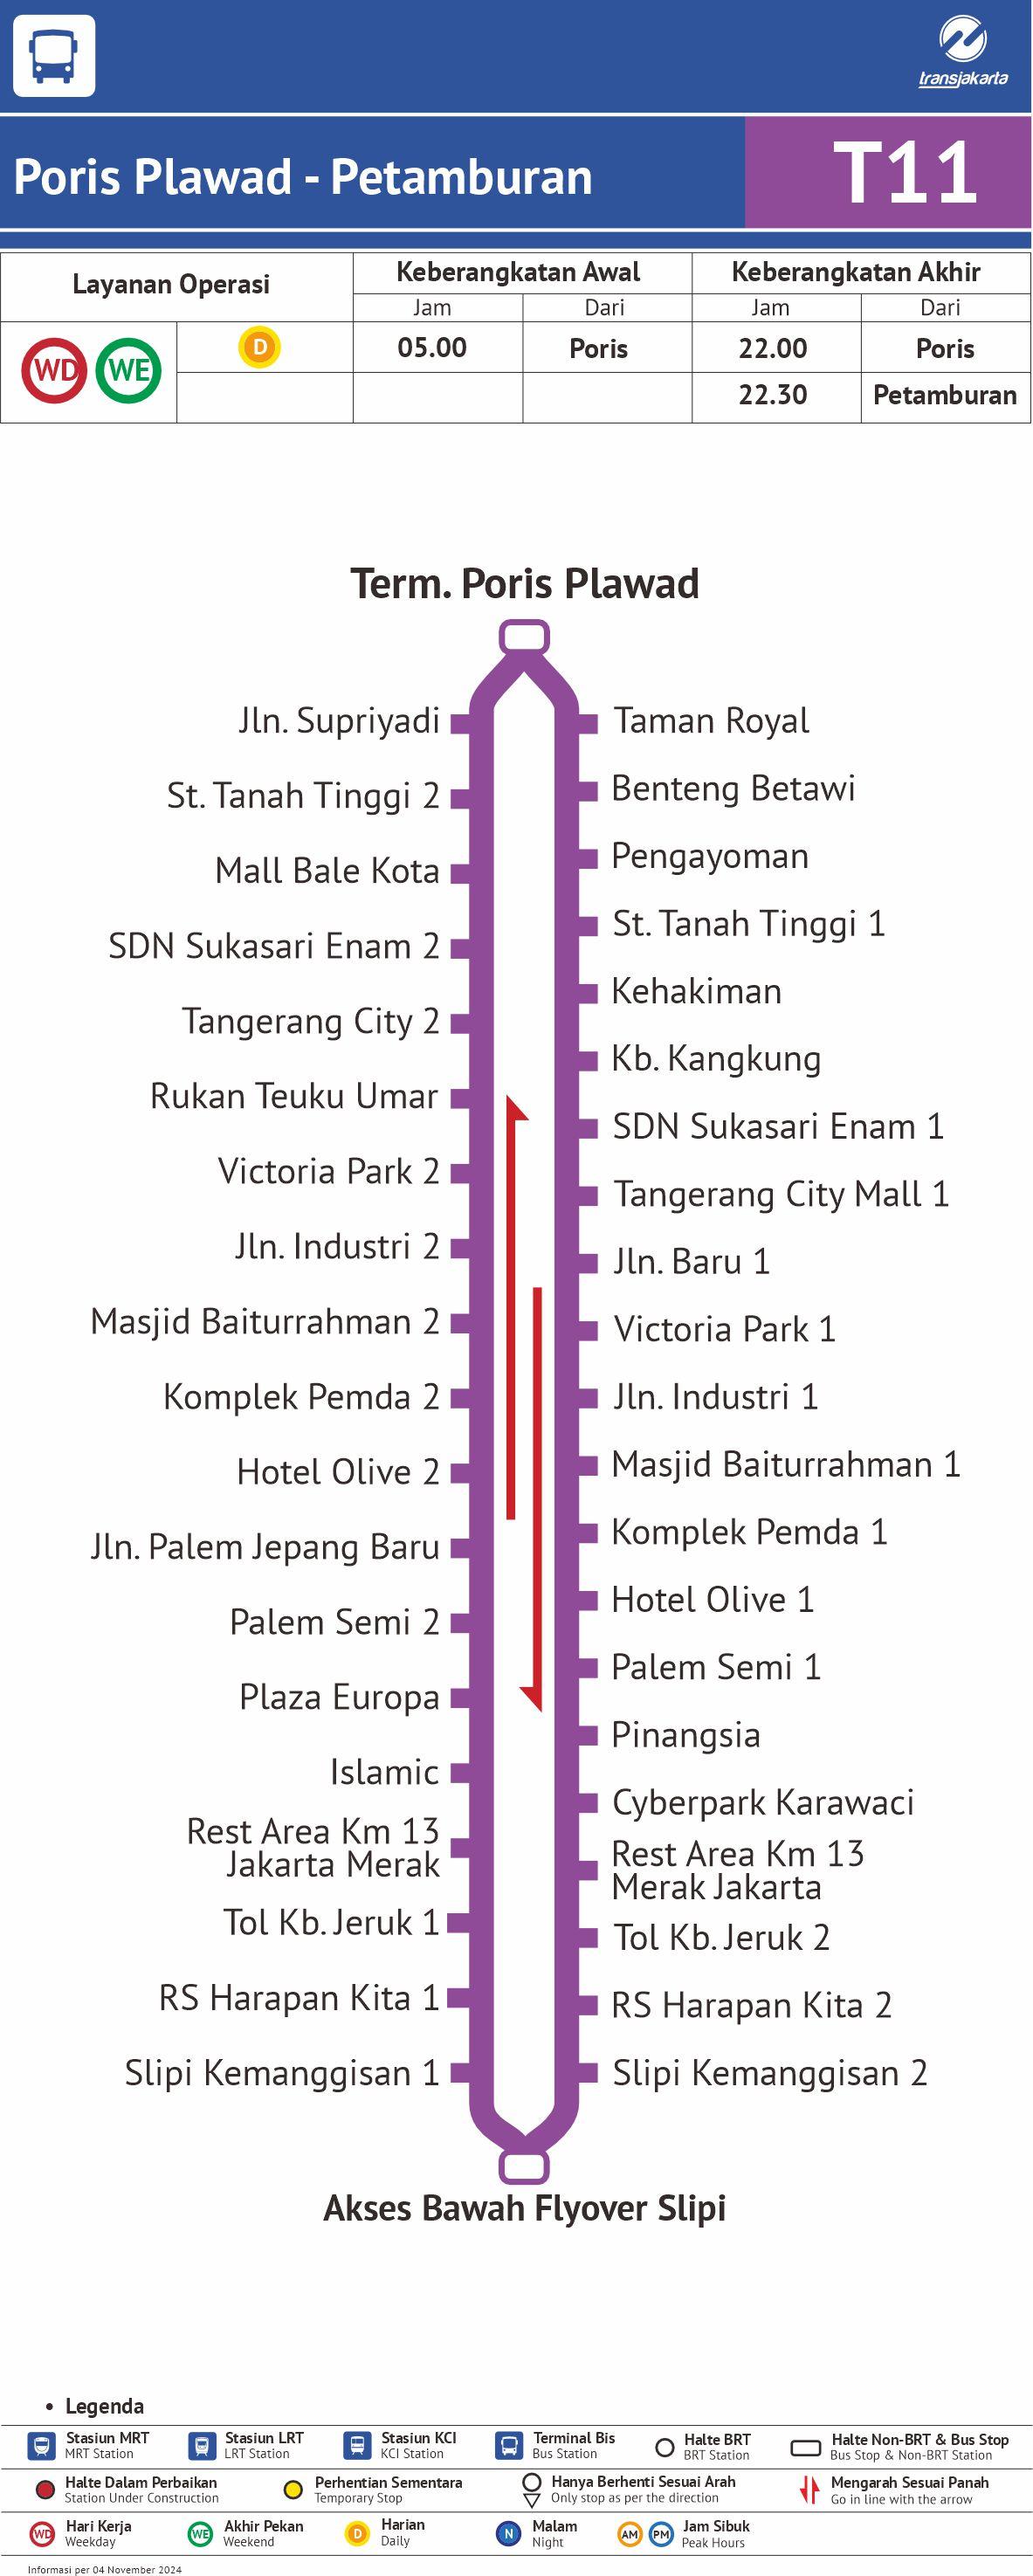 transjakarta
Poris Plawad - Petamburan
T11
Layanan Operasi
Keberangkatan Awal
Keberangkatan Akhir
Jam
Dari
Jam
Dari
WD
WE
D
05.00
Poris
22.00
Poris
22.30
Petamburan
Term. Poris Plawad
Jln. Supriyadi
St. Tanah Tinggi 2
Mall Bale Kota
SDN Sukasari Enam 2
Tangerang City 2
Rukan Teuku Umar
Victoria Park 2
Jln. Industri 2
Masjid Baiturrahman 2
Komplek Pemda 2
Hotel Olive 2
Jln. Palem Jepang Baru
Palem Semi 2
Plaza Europa
Islamic
Rest Area Km 13
Jakarta Merak
Tol Kb. Jeruk 1
RS Harapan Kita 1
Slipi Kemanggisan 1
Taman Royal
Benteng Betawi
Pengayoman
St. Tanah Tinggi 1
Kehakiman
Kb. Kangkung
SDN Sukasari Enam 1
Tangerang City Mall 1
Jln. Baru 1
Victoria Park 1
Jln. Industri 1
Masjid Baiturrahman 1
Komplek Pemda 1
Hotel Olive 1
Palem Semi 1
Pinangsia
Cyberpark Karawaci
Rest Area Km 13
Merak Jakarta
Tol Kb. Jeruk 2
RS Harapan Kita 2
Slipi Kemanggisan 2
Akses Bawah Flyover Slipi
• Legenda
Stasiun MRT
MRT Station
Stasiun LRT
LRT Station
Stasiun KCI
KCI Station
Terminal Bis
Bus Station
Halte BRT
BRT Station
Halte Non-BRT & Bus Stop
Bus Stop & Non-BRT Station
Halte Dalam Perbaikan
Station Under Construction
Perhentian Sementara
Temporary Stop
Hanya Berhenti Sesuai Arah
Only stop as per the direction
Mengarah Sesuai Panah
Go in line with the arrow
WD
Hari Kerja
Weekday
WE
Akhir Pekan
Weekend
D
Harian
Daily
N
Malam
Night
AM
PM
Jam Sibuk
Peak Hours
Informasi per 04 November 2024